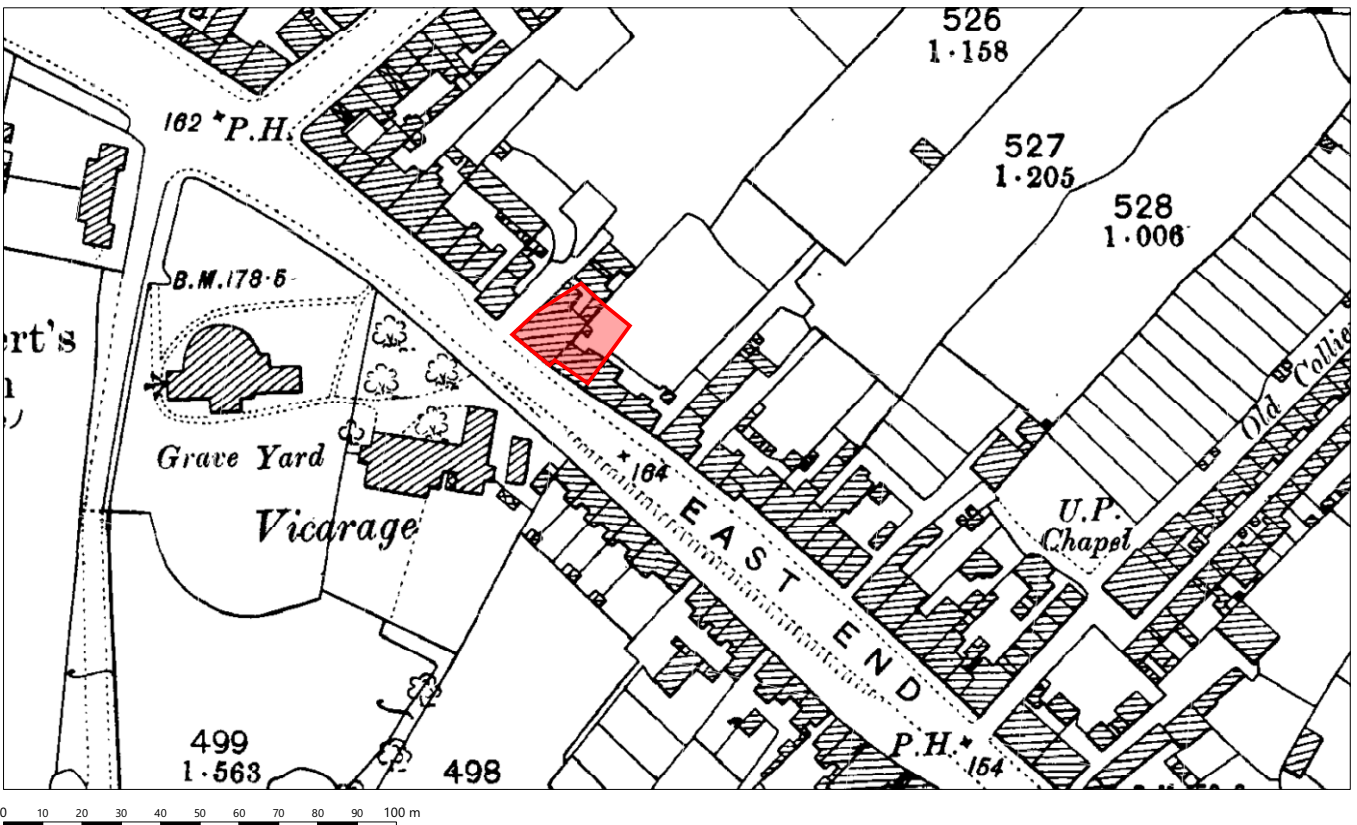 526
1·158
162 P.H.
527
1·205
528
1·006
B.M.178·5
ert's
Grave Yard
Old Collie
164
EAST END
U.P.
Chapel
Vicarage
499
1·563
498
P.H.
154
0 10 20 30 40 50 60 70 80 90 100 m